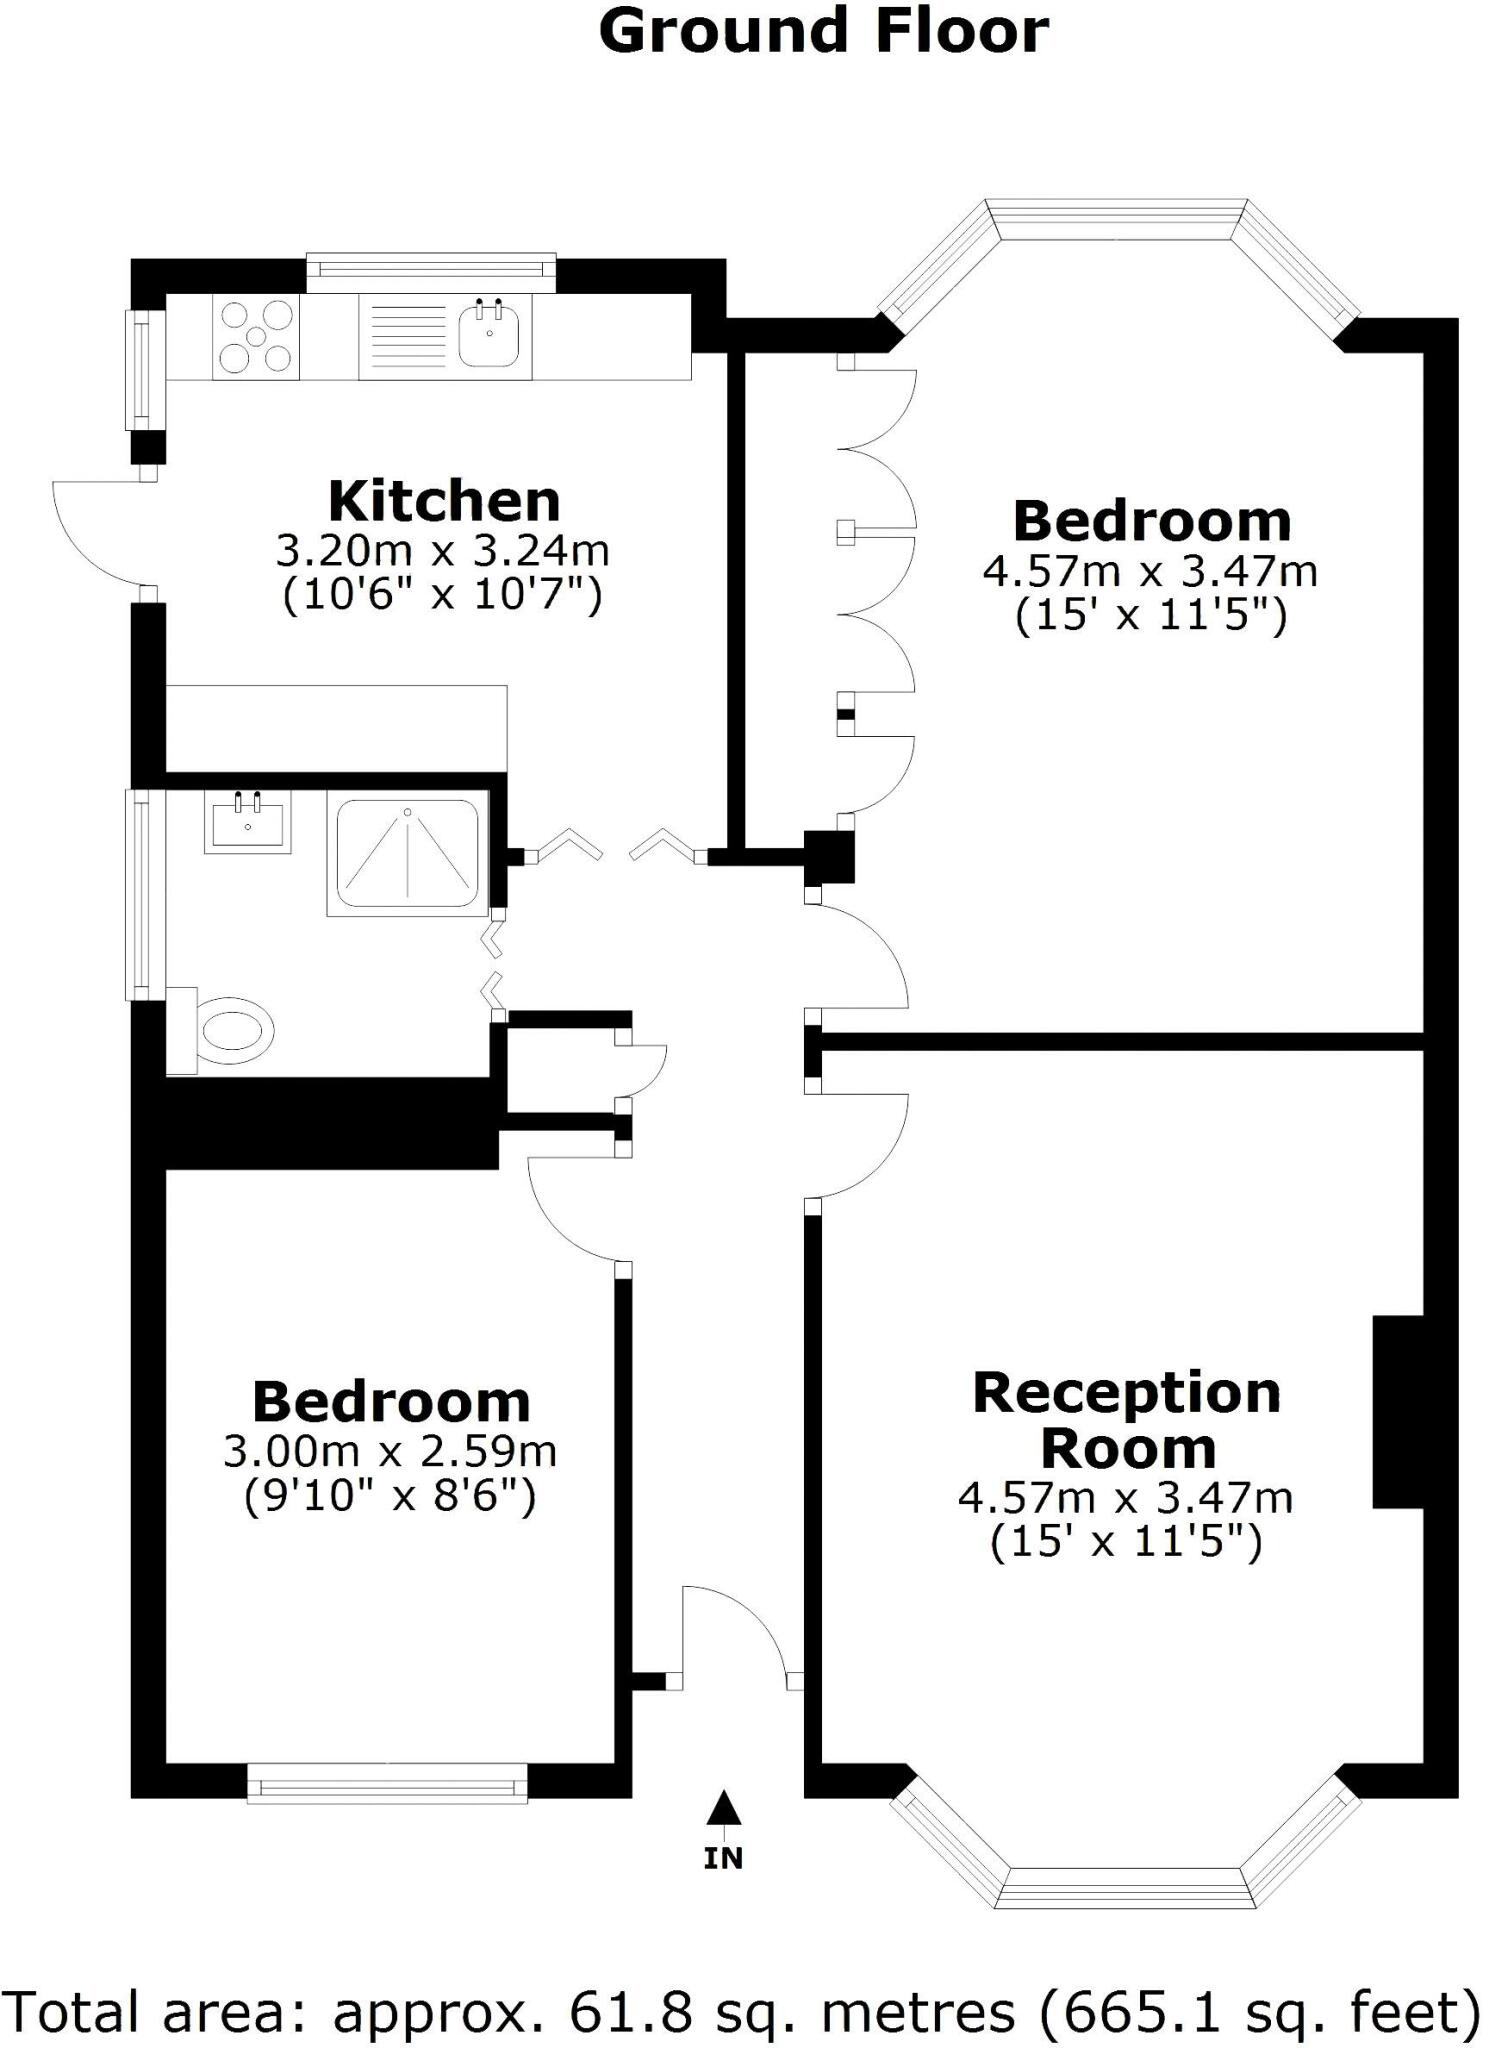 Ground Floor
Kitchen
3.20m x 3.24m
(10'6" x 10'7")
Bedroom
4.57m x 3.47m
(15' x 11'5")
Bedroom
3.00m x 2.59m
(9'10" x 8'6")
Reception
Room
4.57m x 3.47m
(15' x 11'5")
IN
Total area: approx. 61.8 sq. metres (665.1 sq. feet)